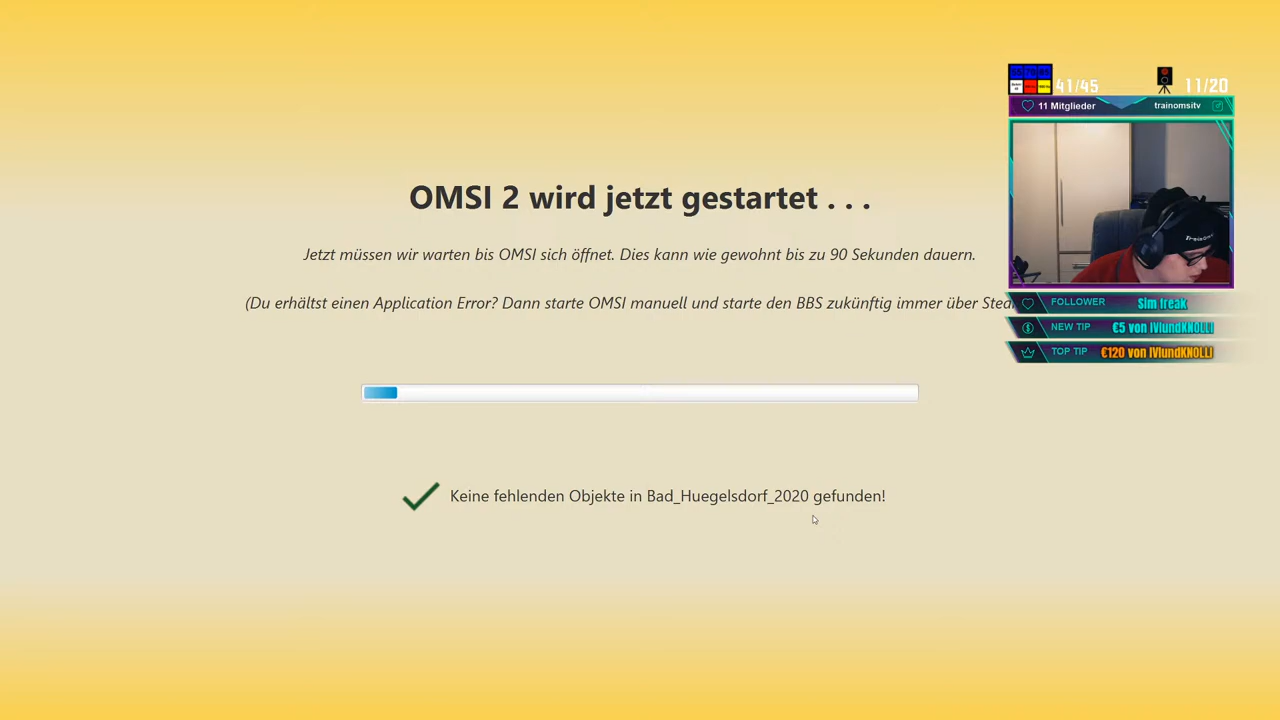 41/45
11/20
11 Mitglieder
trainomsitv
OMSI 2 wird jetzt gestartet . . .
Jetzt müssen wir warten bis OMSI sich öffnet. Dies kann wie gewohnt bis zu 90 Sekunden dauern.
(Du erhältst einen Application Error? Dann starte OMSI manuell und starte den BBS zukünftig immer über
FOLLOWER
Sim freak
NEW TIP
€5 von IVIundKNOLLI
TOP TIP
€120 von IVIundKNOLLI
Keine fehlenden Objekte in Bad_Huegelsdorf_2020 gefunden!